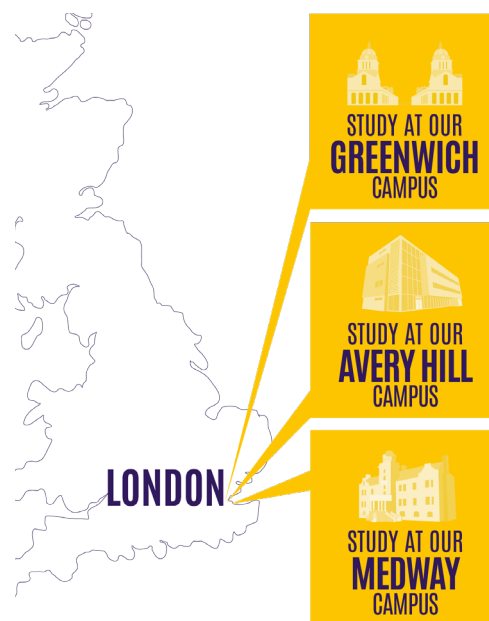 STUDY AT OUR
GREENWICH
CAMPUS
STUDY AT OUR
AVERY HILL
CAMPUS
LONDON
STUDY AT OUR
MEDWAY
CAMPUS